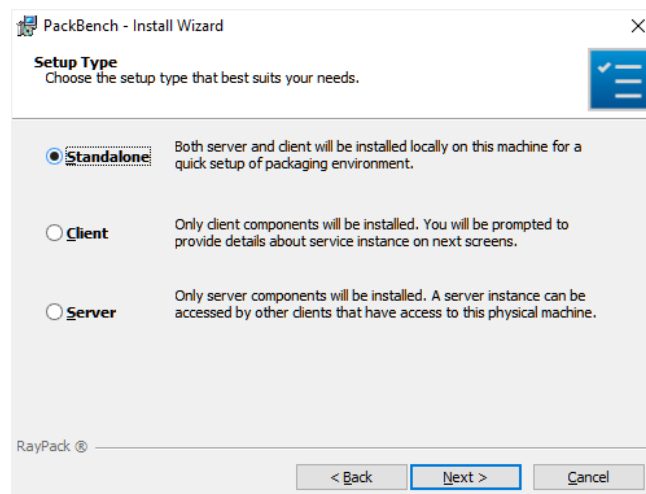 PackBench - Install Wizard
Setup Type
Choose the setup type that best suits your needs.
Standalone
Both server and client will be installed locally on this machine for a
quick setup of packaging environment.
Client
Only client components will be installed. You will be prompted to
provide details about service instance on next screens.
Server
Only server components will be installed. A server instance can be
accessed by other clients that have access to this physical machine.
RayPack ®
< Back
Next >
Cancel